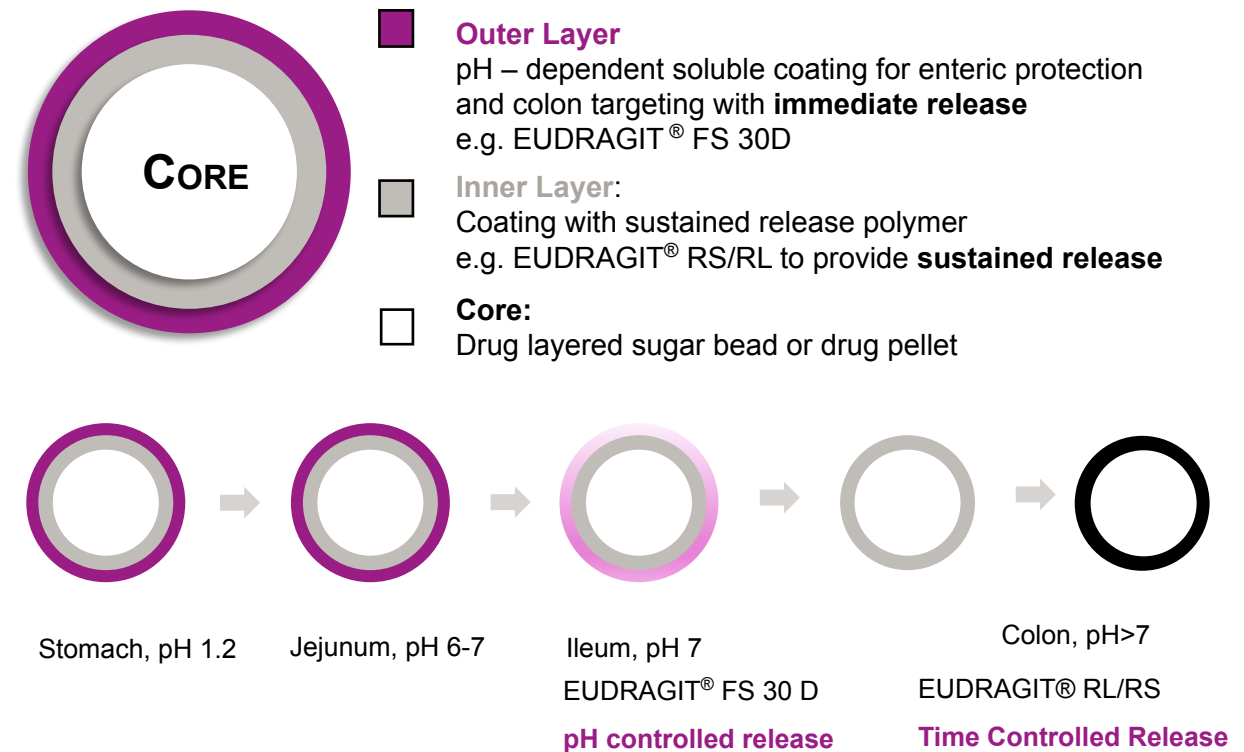 CORE
Outer Layer
pH – dependent soluble coating for enteric protection
and colon targeting with immediate release
e.g. EUDRAGIT ® FS 30D
Inner Layer:
Coating with sustained release polymer
e.g. EUDRAGIT® RS/RL to provide sustained release
Core:
Drug layered sugar bead or drug pellet
Stomach, pH 1.2
Jejunum, pH 6-7
Ileum, pH 7
EUDRAGIT® FS 30 D
pH controlled release
Colon, pH>7
EUDRAGIT® RL/RS
Time Controlled Release